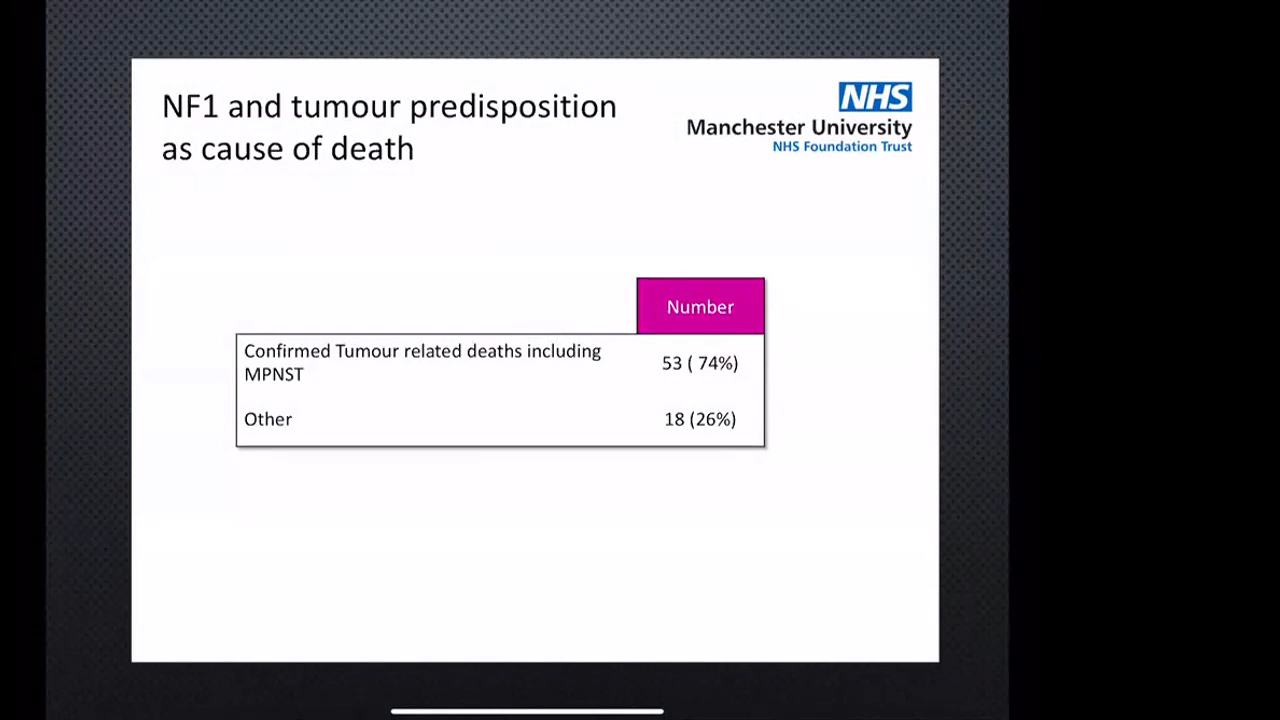 NF1 and tumour predisposition
as cause of death
NHS
Manchester University
NHS Foundation Trust
Number
Confirmed Tumour related deaths including
MPNST
53 ( 74%)
Other
18 (26%)